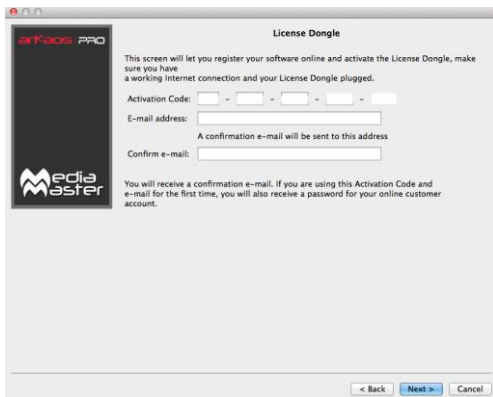 License Dongle
arKaos PRO
This screen will let you register your software online and activate the License Dongle, make
sure you have
a working Internet connection and your License Dongle plugged.
Activation Code: - - - -
E-mail address:
A confirmation e-mail will be sent to this address
Confirm e-mail:
Media
Master
You will receive a confirmation e-mail. If you are using this Activation Code and
e-mail for the first time, you will also receive a password for your online customer
account.
< Back Next > Cancel